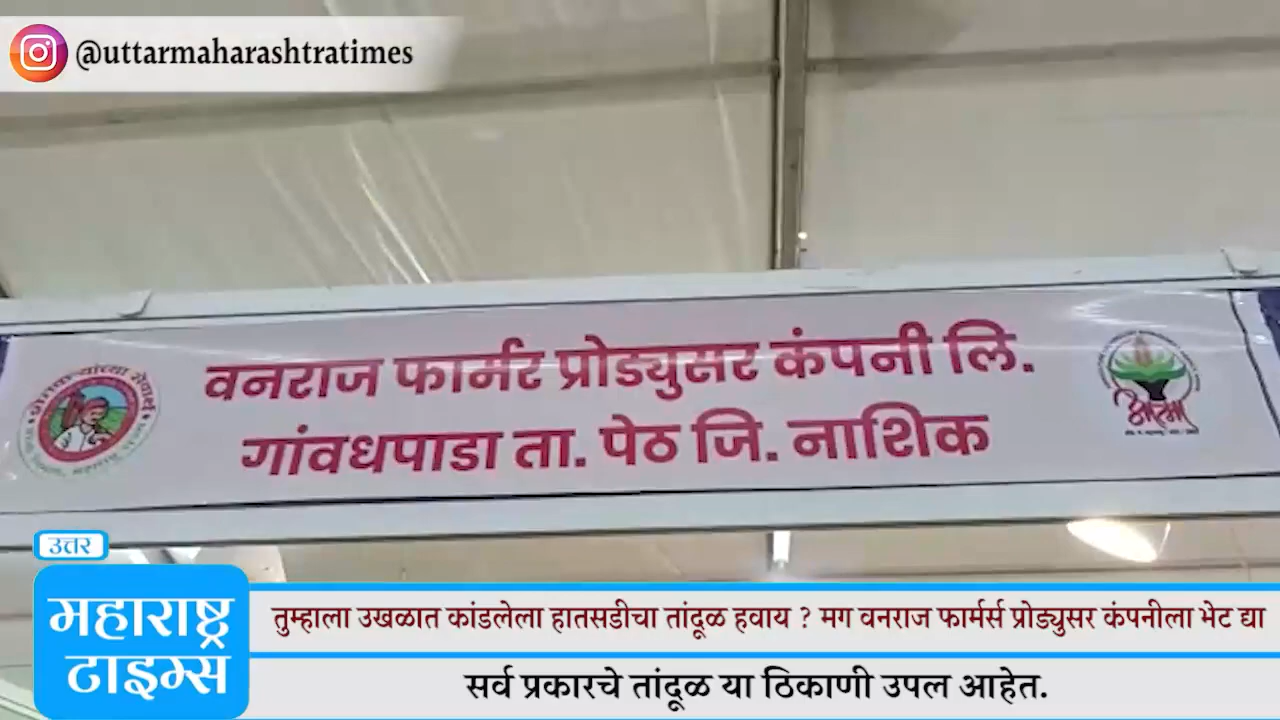 @uttarmaharashtratimes
वनराज फार्मर प्रोड्युसर कंपनी लि.
गांवधपाडा ता. पेठ जि. नाशिक
आत्मा
उत्तर
महाराष्ट्र
टाइम्स
तुम्हाला उखळात कांडलेला हातसडीचा तांदूळ हवाय ? मग वनराज फार्मर्स प्रोड्युसर कंपनीला भेट द्या
सर्व प्रकारचे तांदूळ या ठिकाणी उपल आहेत.